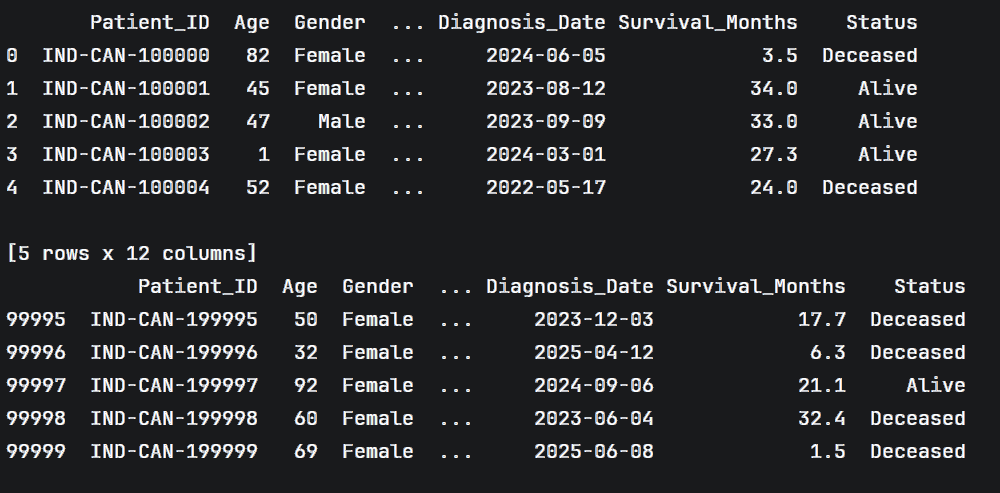 Patient_ID  Age  Gender  ... Diagnosis_Date Survival_Months    Status
0  IND-CAN-100000   82  Female  ...     2024-06-05             3.5  Deceased
1  IND-CAN-100001   45  Female  ...     2023-08-12            34.0     Alive
2  IND-CAN-100002   47    Male  ...     2023-09-09            33.0     Alive
3  IND-CAN-100003    1  Female  ...     2024-03-01            27.3     Alive
4  IND-CAN-100004   52  Female  ...     2022-05-17            24.0  Deceased

[5 rows x 12 columns]
           Patient_ID  Age  Gender  ... Diagnosis_Date Survival_Months    Status
99995  IND-CAN-199995   50  Female  ...     2023-12-03            17.7  Deceased
99996  IND-CAN-199996   32  Female  ...     2025-04-12             6.3  Deceased
99997  IND-CAN-199997   92  Female  ...     2024-09-06            21.1     Alive
99998  IND-CAN-199998   60  Female  ...     2023-06-04            32.4  Deceased
99999  IND-CAN-199999   69  Female  ...     2025-06-08             1.5  Deceased